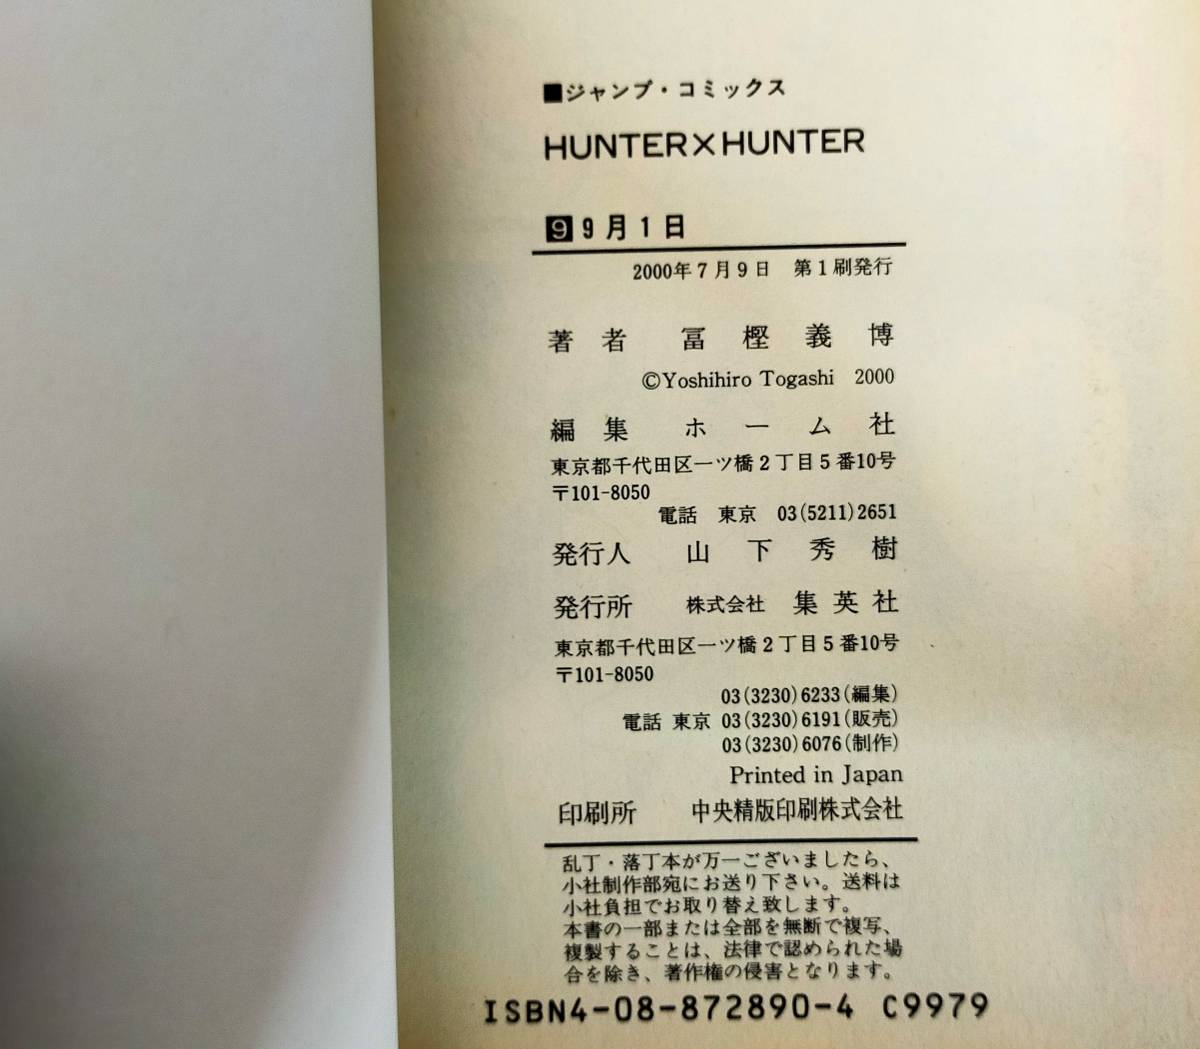 ■ジャンプ・コミックス
HUNTER×HUNTER
9 9月1日
2000年7月9日 第1刷発行
著者 冨樫義博
©Yoshihiro Togashi 2000
編集 ホーム社
東京都千代田区一ツ橋2丁目5番10号
〒101-8050
電話 東京 03(5211)2651
発行人 山下秀樹
発行所 株式会社 集英社
東京都千代田区一ツ橋2丁目5番10号
〒101-8050
03(3230)6233(編集)
電話 東京 03(3230)6191(販売)
03(3230)6076(制作)
Printed in Japan
印刷所 中央精版印刷株式会社
乱丁・落丁本が万一ございましたら、
小社制作部宛にお送り下さい。送料は
小社負担でお取り替え致します。
本書の一部または全部を無断で複写、
複製することは、法律で認められた場
合を除き、著作権の侵害となります。
ISBN4-08-872890-4 C9979